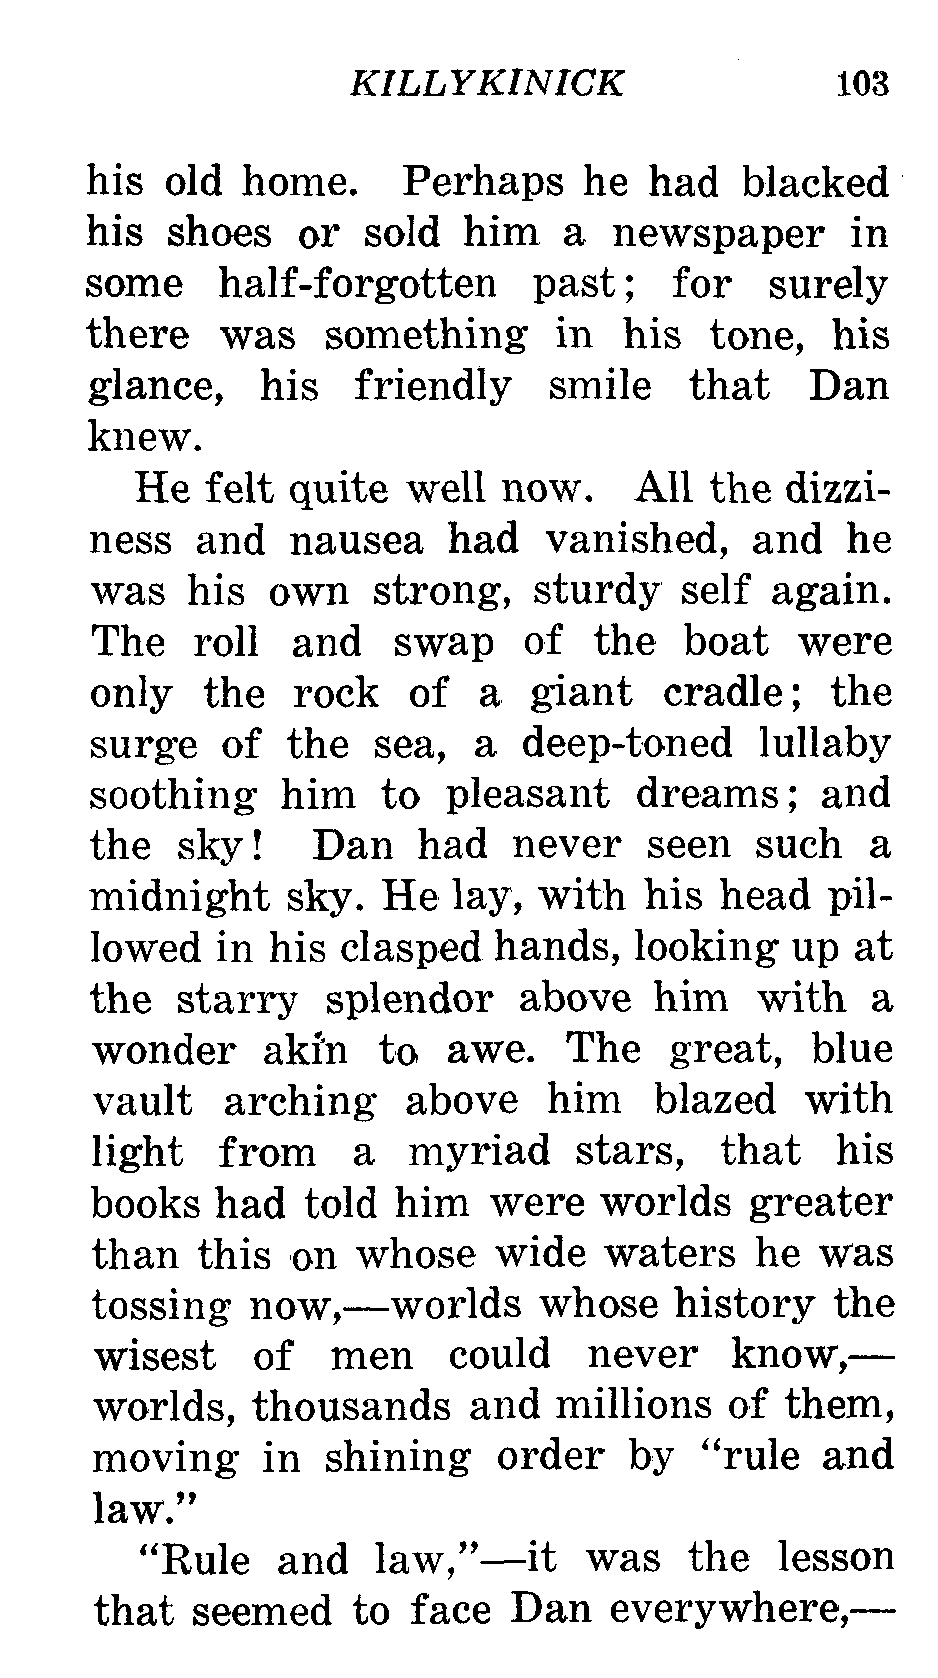 KILLYKINICK 103
his old home. Perhaps he had blacked
his shoes or sold him a newspaper in
some half-forgotten past; for surely
there was something in his tone, his
glance, his friendly smile that Dan
knew.
He felt quite well now. All the dizzi-
ness and nausea had vanished, and he
was his own strong, sturdy self again.
The roll and swap of the boat were
only the rock of a giant cradle; the
surge of the sea, a deep-toned lullaby
soothing him to pleasant dreams; and
the sky! Dan had never seen such a
midnight sky. He lay, with his head pil-
lowed in his clasped hands, looking up at
the starry splendor above him with a
wonder akin to awe. The great, blue
vault arching above him blazed with
light from a myriad stars, that his
books had told him were worlds greater
than this on whose wide waters he was
tossing now,—worlds whose history the
wisest of men could never know,—
worlds, thousands and millions of them,
moving in shining order by “rule and
law.”
“Rule and law,”—it was the lesson
that seemed to face Dan everywhere,—